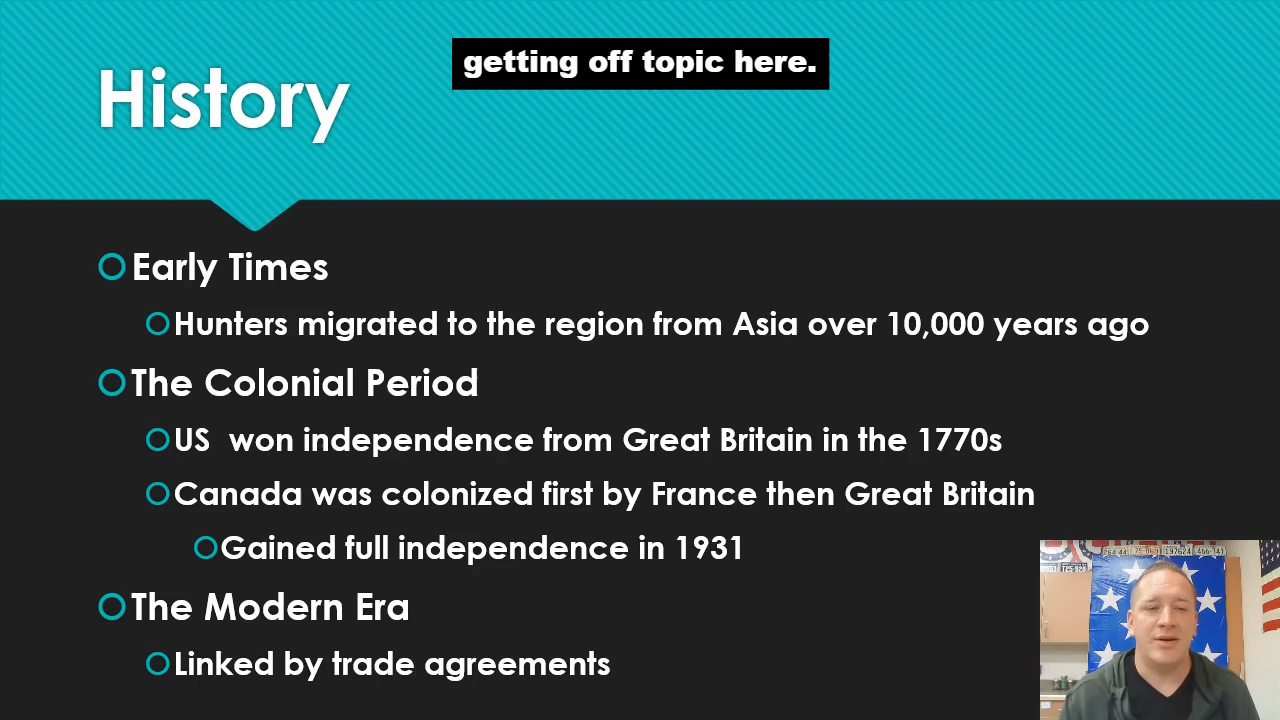 getting off topic here.
History
Early Times
Hunters migrated to the region from Asia over 10,000 years ago
The Colonial Period
US won independence from Great Britain in the 1770s
Canada was colonized first by France then Great Britain
Gained full independence in 1931
The Modern Era
Linked by trade agreements